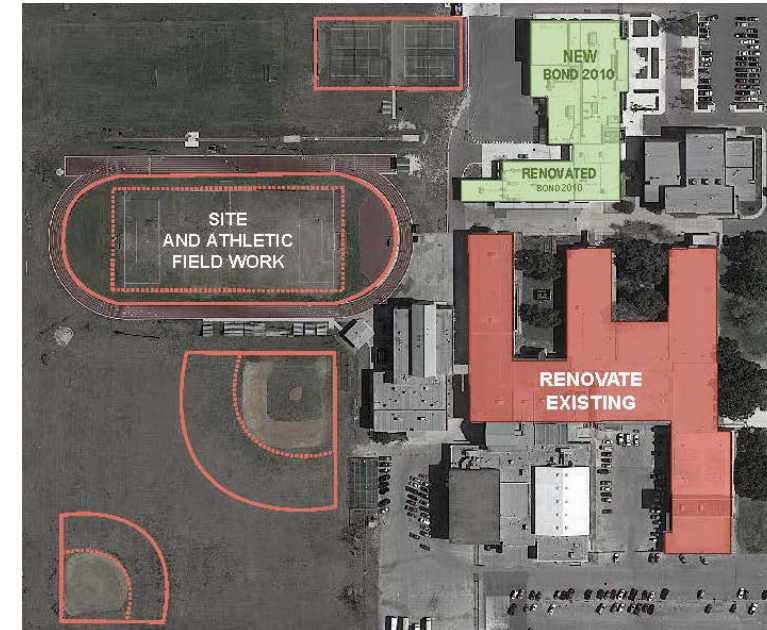 NEW
BOND 2010
RENOVATED
BOND 2010
SITE
AND ATHLETIC
FIELD WORK
RENOVATE
EXISTING